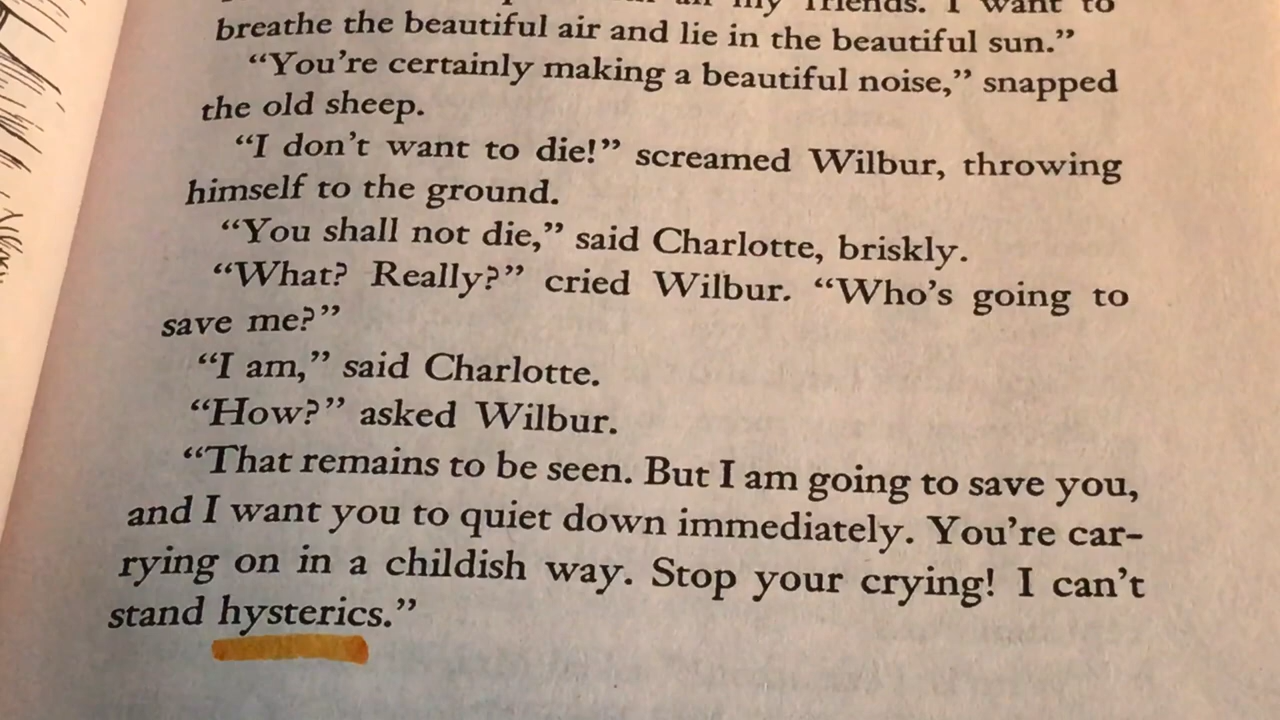 my friends. I want to
breathe the beautiful air and lie in the beautiful sun.”
“You’re certainly making a beautiful noise,” snapped
the old sheep.
“I don’t want to die!” screamed Wilbur, throwing
himself to the ground.
“You shall not die,” said Charlotte, briskly.
“What? Really?” cried Wilbur. “Who’s going to
save me?”
“I am,” said Charlotte.
“How?” asked Wilbur.
“That remains to be seen. But I am going to save you,
and I want you to quiet down immediately. You’re car-
rying on in a childish way. Stop your crying! I can’t
stand hysterics.”